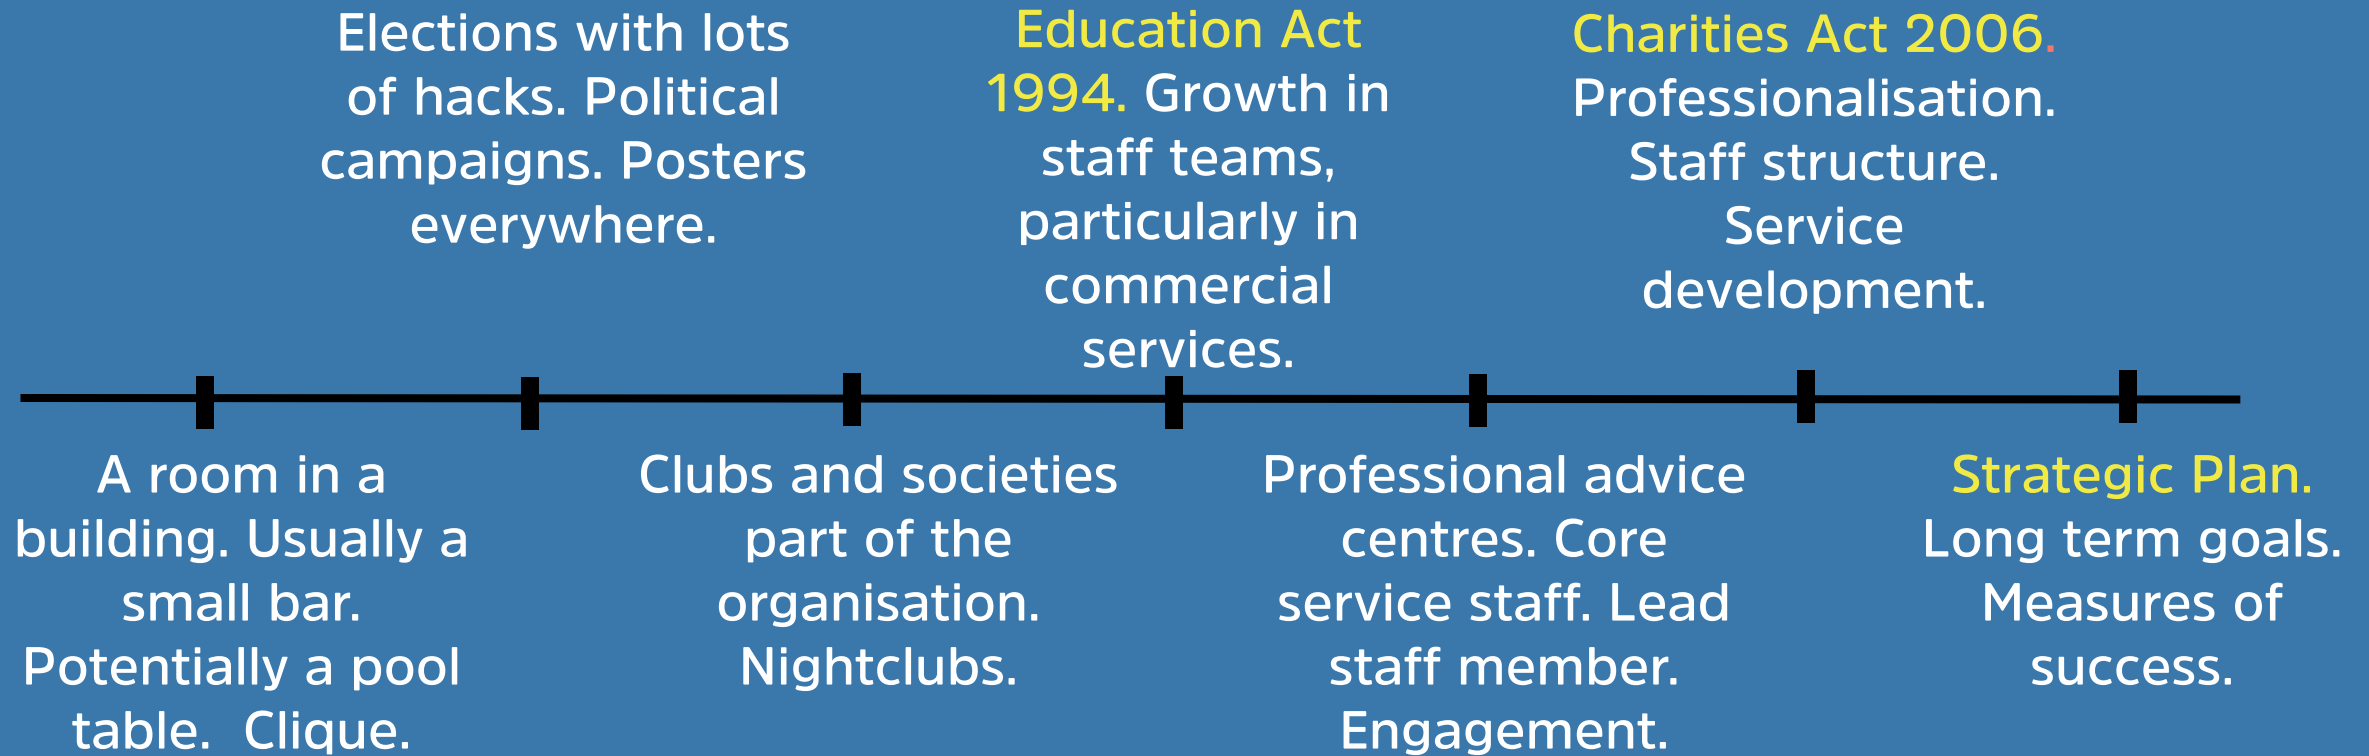 Elections with lots
of hacks. Political
campaigns. Posters
everywhere.
Education Act
1994. Growth in
staff teams,
particularly in
commercial
services.
Charities Act 2006.
Professionalisation.
Staff structure.
Service
development.
A room in a
building. Usually a
small bar.
Potentially a pool
table. Clique.
Clubs and societies
part of the
organisation.
Nightclubs.
Professional advice
centres. Core
service staff. Lead
staff member.
Engagement.
Strategic Plan.
Long term goals.
Measures of
success.